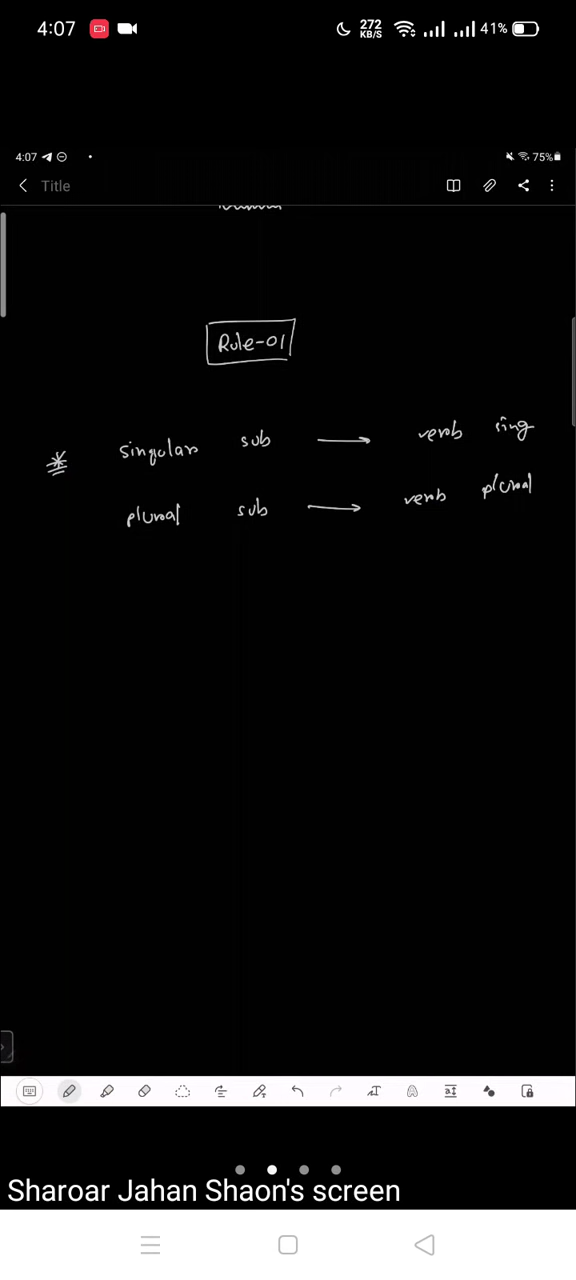 4:07
272 KB/S
41%
4:07
75%
Title
Rule-01
* singular sub → verb sing
plural sub → verb plural
Sharoar Jahan Shaon's screen